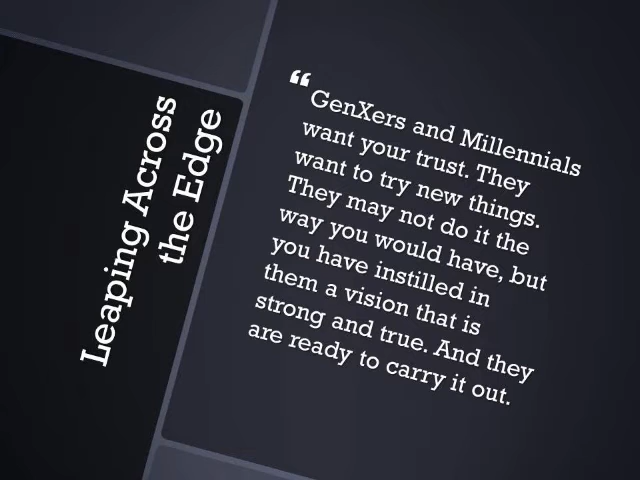 Leaping Across
the Edge
“
GenXers and Millennials
want your trust. They
want to try new things.
They may not do it the
way you would have, but
you have instilled in
them a vision that is
strong and true. And they
are ready to carry it out.